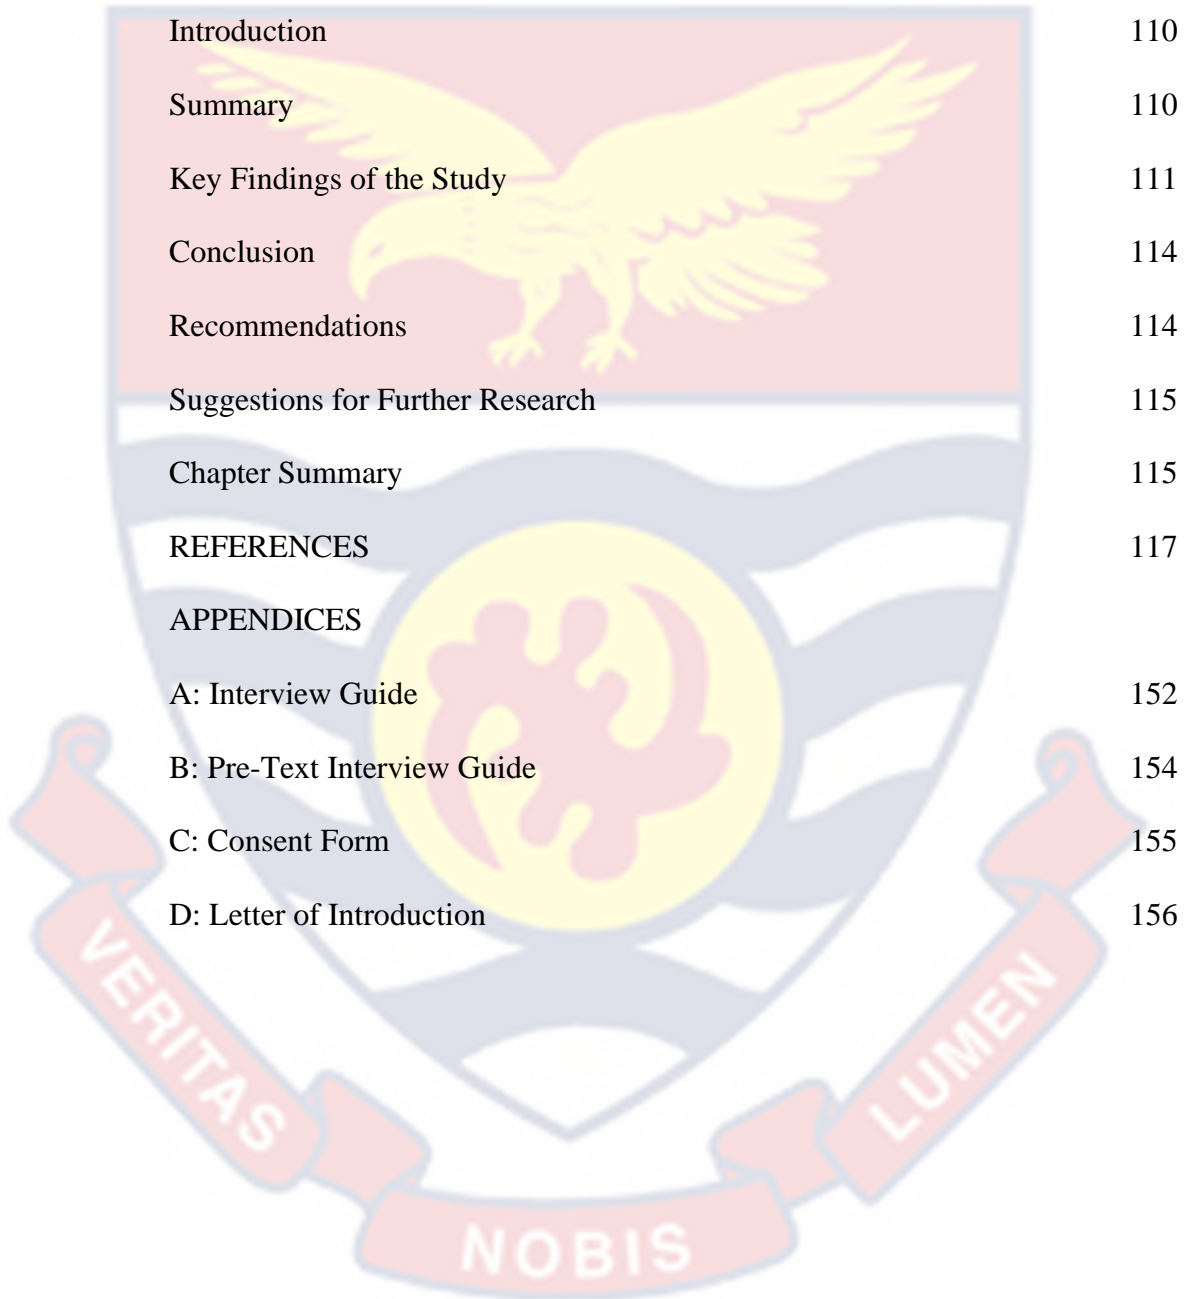 Introduction 110
Summary 110
Key Findings of the Study 111
Conclusion 114
Recommendations 114
Suggestions for Further Research 115
Chapter Summary 115
REFERENCES 117
APPENDICES
A: Interview Guide 152
B: Pre-Text Interview Guide 154
C: Consent Form 155
D: Letter of Introduction 156
VERITAS
NOBIS
LUMEN